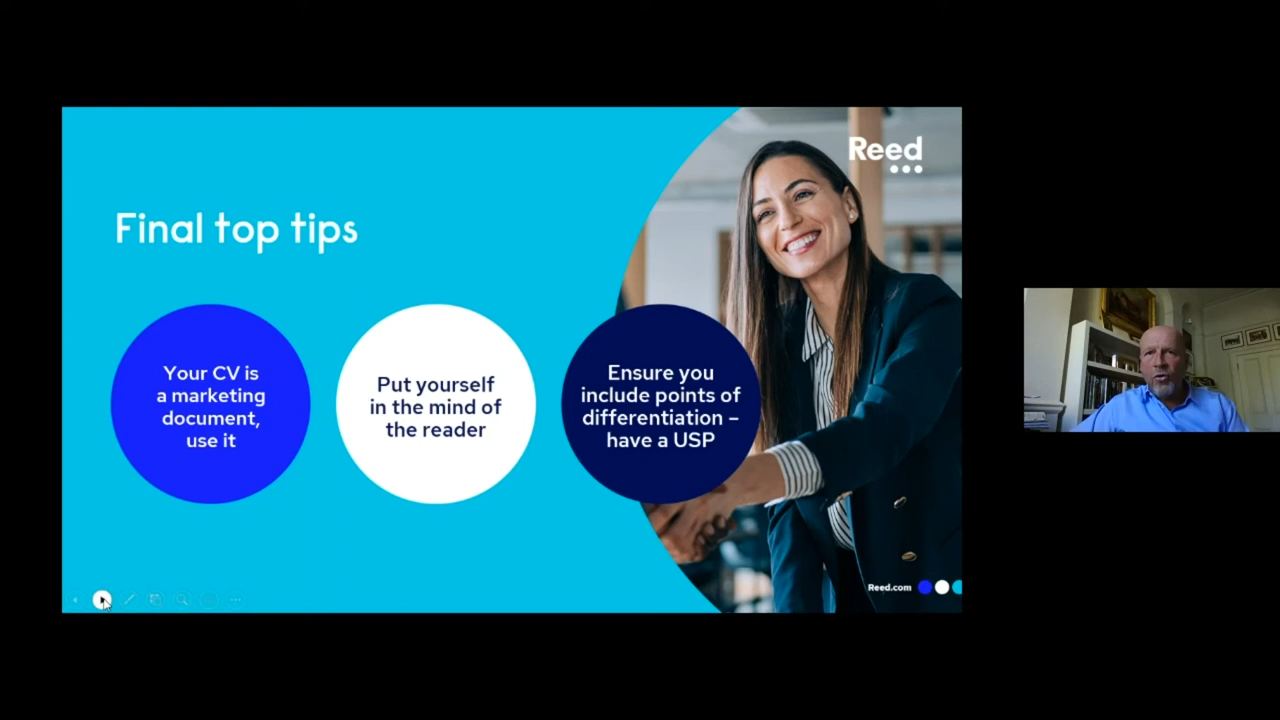 Reed
Final top tips
Your CV is
a marketing
document,
use it
Put yourself
in the mind of
the reader
Ensure you
include points of
differentiation –
have a USP
Reed.com